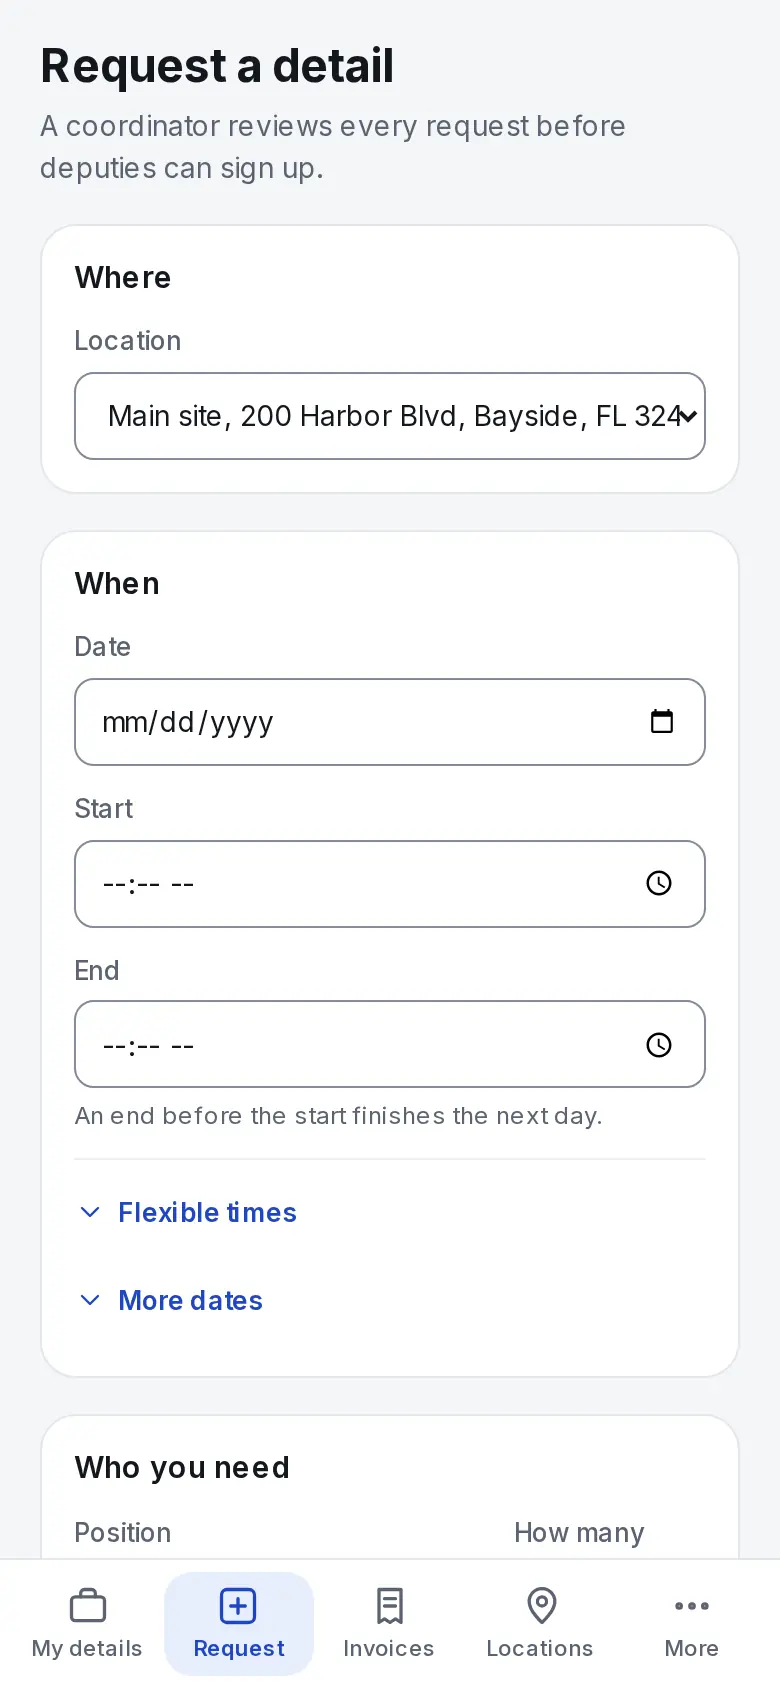 Request a detail
A coordinator reviews every request before
deputies can sign up.
Where
Location
Main site, 200 Harbor Blvd, Bayside, FL 324
When
Date
mm/dd/yyyy
Start
--:-- --
End
--:-- --
An end before the start finishes the next day.
Flexible times
More dates
Who you need
Position How many
My details Request Invoices Locations More